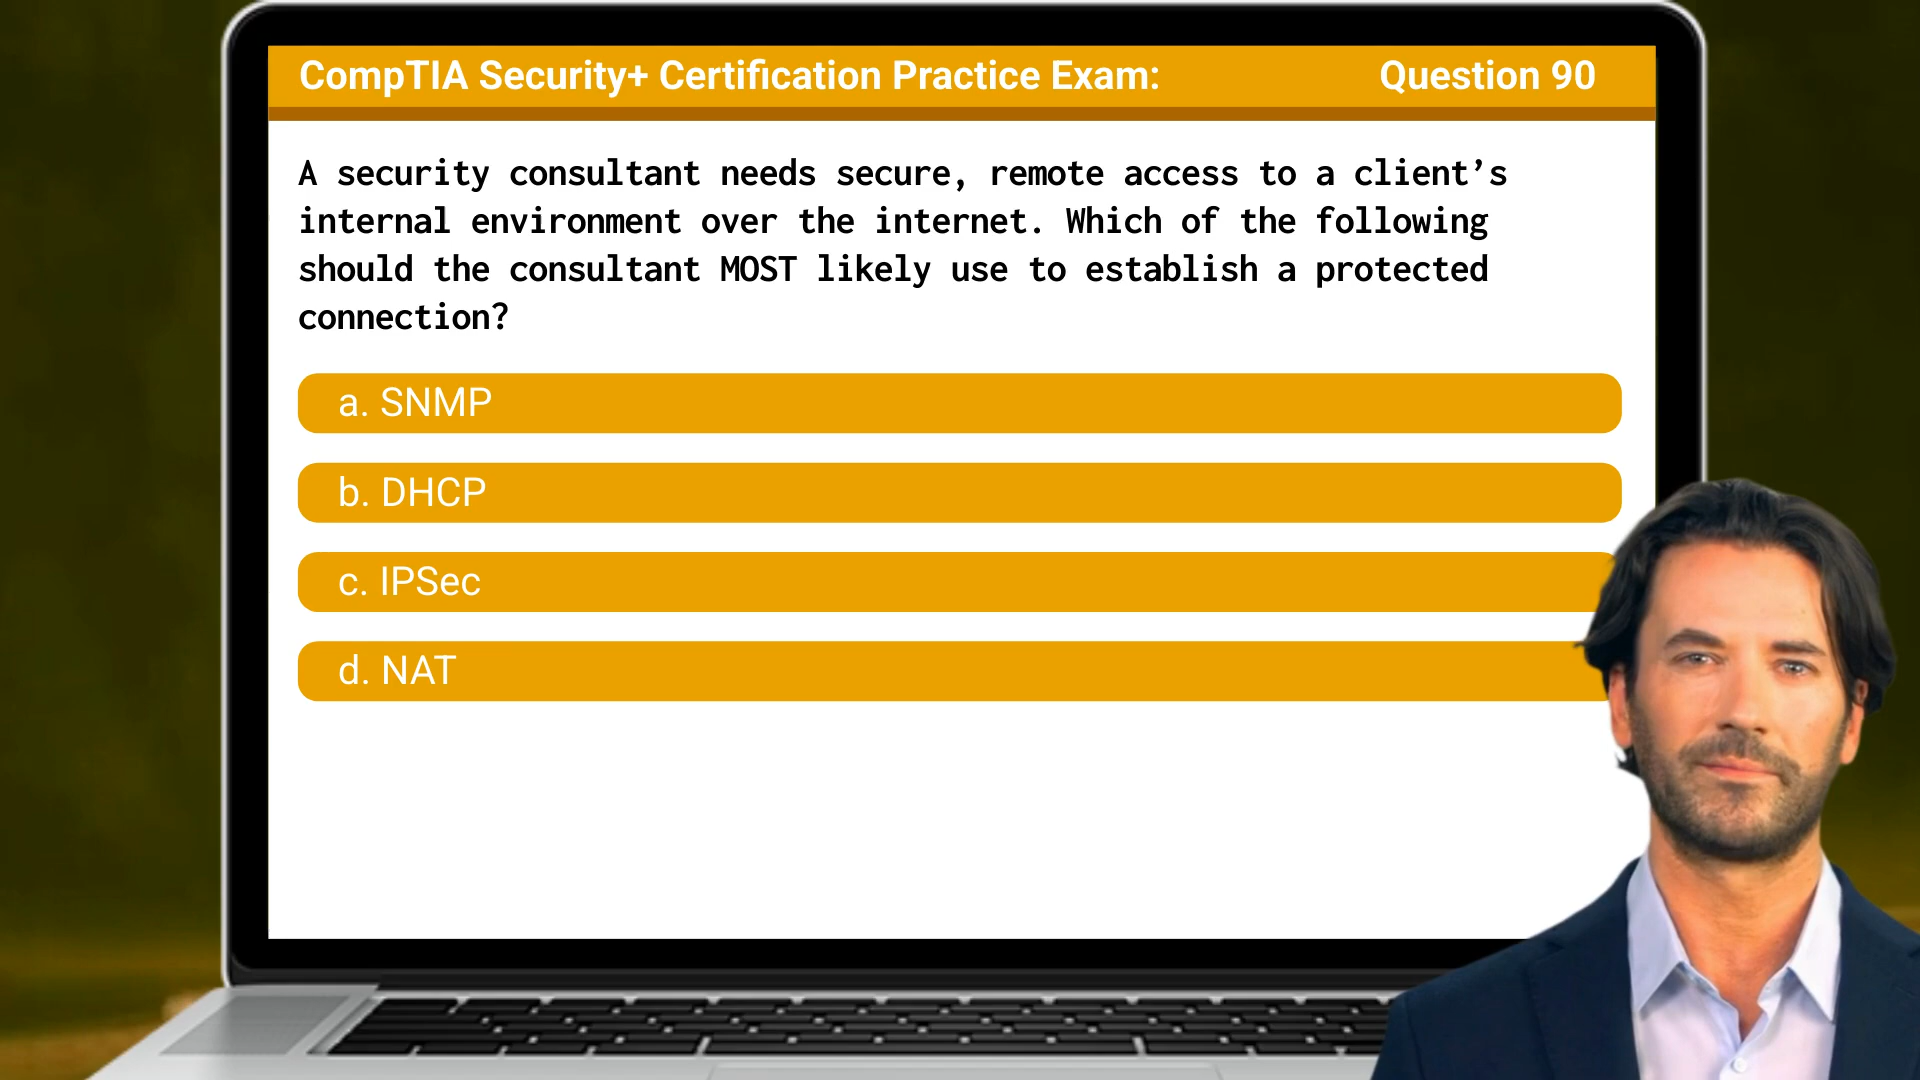 CompTIA Security+ Certification Practice Exam: Question 90
A security consultant needs secure, remote access to a client’s
internal environment over the internet. Which of the following
should the consultant MOST likely use to establish a protected
connection?
a. SNMP
b. DHCP
c. IPSec
d. NAT